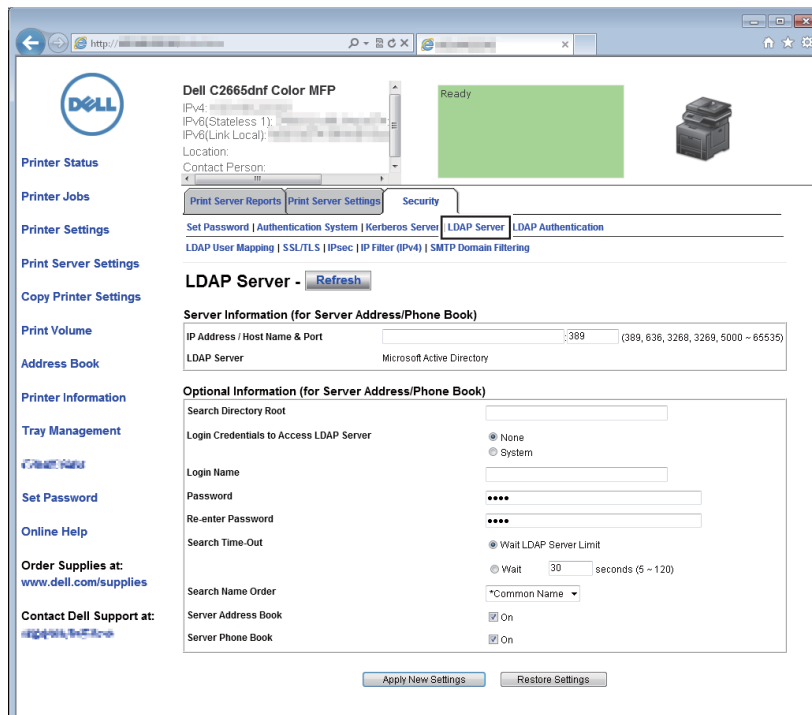 http://
DELL
Dell C2665dnf Color MFP
IPv4:
IPv6(Stateless 1):
IPv6(Link Local):
Location:
Contact Person:
Ready
Printer Status
Printer Jobs
Printer Settings
Print Server Settings
Copy Printer Settings
Print Volume
Address Book
Printer Information
Tray Management
Set Password
Online Help
Order Supplies at:
www.dell.com/supplies
Contact Dell Support at:
Print Server Reports Print Server Settings Security
Set Password | Authentication System | Kerberos Server | LDAP Server LDAP Authentication
LDAP User Mapping | SSL/TLS | IPsec | IP Filter (IPv4) | SMTP Domain Filtering
LDAP Server - Refresh
Server Information (for Server Address/Phone Book)
IP Address / Host Name & Port :389 (389, 636, 3268, 3269, 5000 ~ 65535)
LDAP Server Microsoft Active Directory
Optional Information (for Server Address/Phone Book)
Search Directory Root
Login Credentials to Access LDAP Server None
System
Login Name
Password ••••
Re-enter Password ••••
Search Time-Out Wait LDAP Server Limit
Wait 30 seconds (5 ~ 120)
Search Name Order *Common Name
Server Address Book On
Server Phone Book On
Apply New Settings Restore Settings